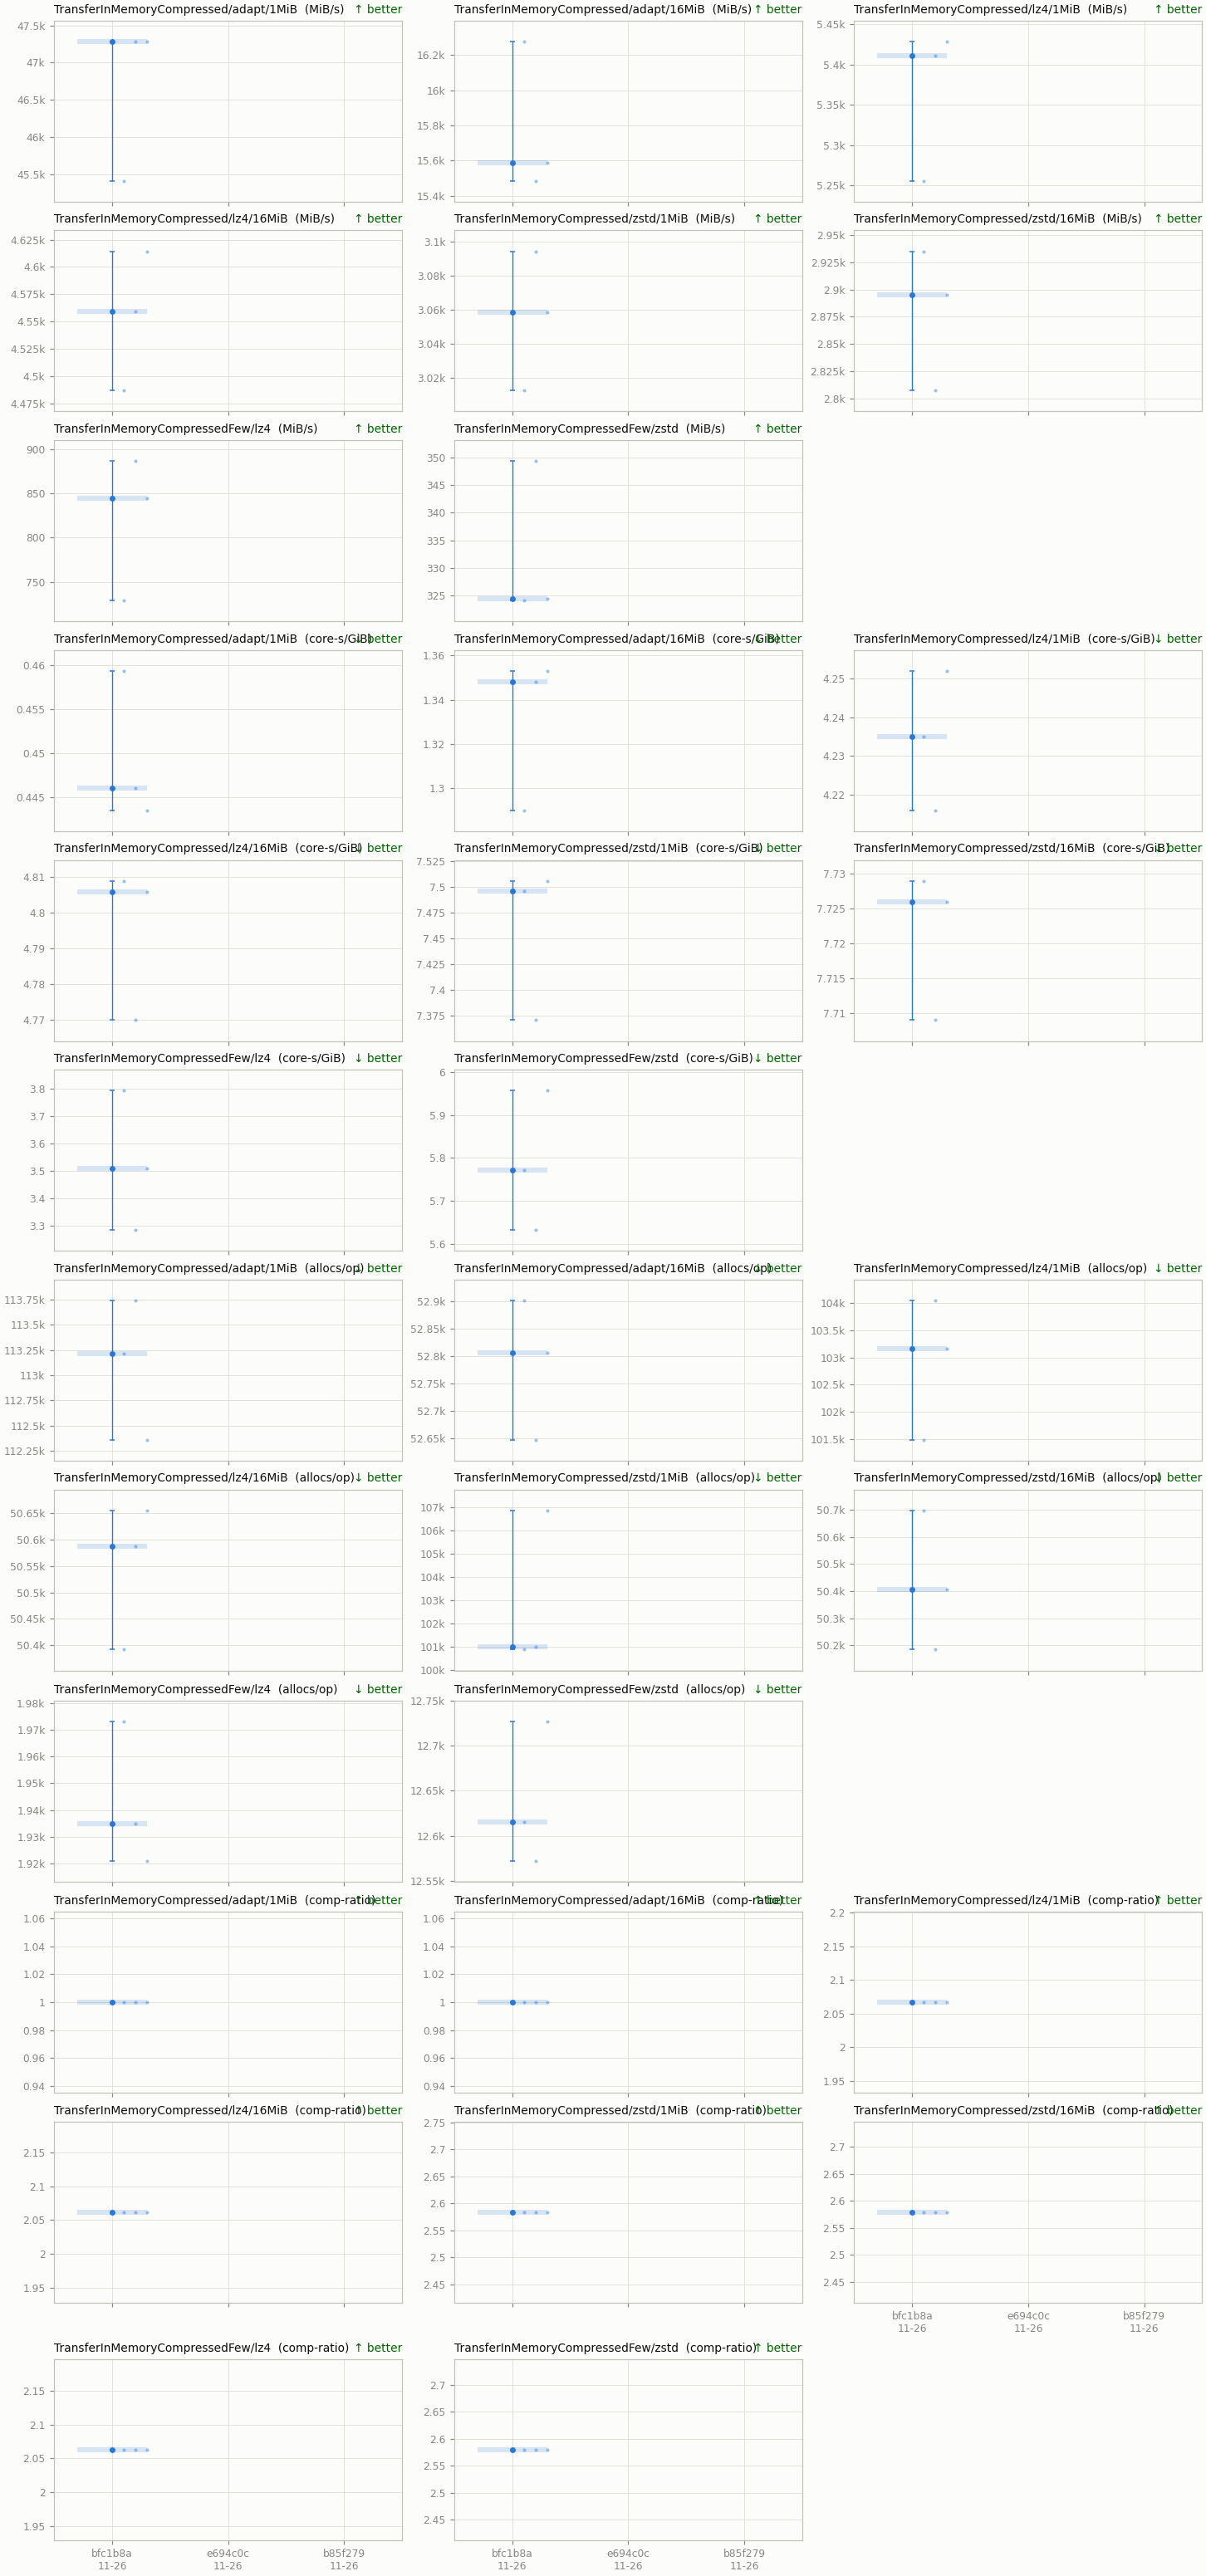 TransferInMemoryCompressed/adapt/1MiB (MiB/s) ↑ better
47.5k
47k
46.5k
46k
45.5k
TransferInMemoryCompressed/adapt/16MiB (MiB/s) ↑ better
16.2k
16k
15.8k
15.6k
15.4k
TransferInMemoryCompressed/lz4/1MiB (MiB/s) ↑ better
5.45k
5.4k
5.35k
5.3k
5.25k
TransferInMemoryCompressed/lz4/16MiB (MiB/s) ↑ better
4.625k
4.6k
4.575k
4.55k
4.525k
4.5k
4.475k
TransferInMemoryCompressed/zstd/1MiB (MiB/s) ↑ better
3.1k
3.08k
3.06k
3.04k
3.02k
TransferInMemoryCompressed/zstd/16MiB (MiB/s) ↑ better
2.95k
2.925k
2.9k
2.875k
2.85k
2.825k
2.8k
TransferInMemoryCompressedFew/lz4 (MiB/s) ↑ better
900
850
800
750
TransferInMemoryCompressedFew/zstd (MiB/s) ↑ better
350
345
340
335
330
325
TransferInMemoryCompressed/adapt/1MiB (core-s/GiB) ↓ better
0.46
0.455
0.45
0.445
TransferInMemoryCompressed/adapt/16MiB (core-s/GiB) ↓ better
1.36
1.34
1.32
1.3
TransferInMemoryCompressed/lz4/1MiB (core-s/GiB) ↓ better
4.25
4.24
4.23
4.22
TransferInMemoryCompressed/lz4/16MiB (core-s/GiB) ↓ better
4.81
4.8
4.79
4.78
4.77
TransferInMemoryCompressed/zstd/1MiB (core-s/GiB) ↓ better
7.525
7.5
7.475
7.45
7.425
7.4
7.375
TransferInMemoryCompressed/zstd/16MiB (core-s/GiB) ↓ better
7.73
7.725
7.72
7.715
7.71
TransferInMemoryCompressedFew/lz4 (core-s/GiB) ↓ better
3.8
3.7
3.6
3.5
3.4
3.3
TransferInMemoryCompressedFew/zstd (core-s/GiB) ↓ better
6
5.9
5.8
5.7
5.6
TransferInMemoryCompressed/adapt/1MiB (allocs/op) ↓ better
113.75k
113.5k
113.25k
113k
112.75k
112.5k
112.25k
TransferInMemoryCompressed/adapt/16MiB (allocs/op) ↓ better
52.9k
52.85k
52.8k
52.75k
52.7k
52.65k
TransferInMemoryCompressed/lz4/1MiB (allocs/op) ↓ better
104k
103.5k
103k
102.5k
102k
101.5k
TransferInMemoryCompressed/lz4/16MiB (allocs/op) ↓ better
50.65k
50.6k
50.55k
50.5k
50.45k
50.4k
TransferInMemoryCompressed/zstd/1MiB (allocs/op) ↓ better
107k
106k
105k
104k
103k
102k
101k
100k
TransferInMemoryCompressed/zstd/16MiB (allocs/op) ↓ better
50.7k
50.6k
50.5k
50.4k
50.3k
50.2k
TransferInMemoryCompressedFew/lz4 (allocs/op) ↓ better
1.98k
1.97k
1.96k
1.95k
1.94k
1.93k
1.92k
TransferInMemoryCompressedFew/zstd (allocs/op) ↓ better
12.75k
12.7k
12.65k
12.6k
12.55k
TransferInMemoryCompressed/adapt/1MiB (comp-ratio) ↑ better
1.06
1.04
1.02
1
0.98
0.96
0.94
TransferInMemoryCompressed/adapt/16MiB (comp-ratio) ↑ better
1.06
1.04
1.02
1
0.98
0.96
0.94
TransferInMemoryCompressed/lz4/1MiB (comp-ratio) ↑ better
2.2
2.15
2.1
2.05
2
1.95
TransferInMemoryCompressed/lz4/16MiB (comp-ratio) ↑ better
2.15
2.1
2.05
2
1.95
TransferInMemoryCompressed/zstd/1MiB (comp-ratio) ↑ better
2.75
2.7
2.65
2.6
2.55
2.5
2.45
TransferInMemoryCompressed/zstd/16MiB (comp-ratio) ↑ better
2.7
2.65
2.6
2.55
2.5
2.45
bfc1b8a e694c0c b85f279
11-26 11-26 11-26
TransferInMemoryCompressedFew/lz4 (comp-ratio) ↑ better
2.15
2.1
2.05
2
1.95
bfc1b8a e694c0c b85f279
11-26 11-26 11-26
TransferInMemoryCompressedFew/zstd (comp-ratio) ↑ better
2.7
2.65
2.6
2.55
2.5
2.45
bfc1b8a e694c0c b85f279
11-26 11-26 11-26